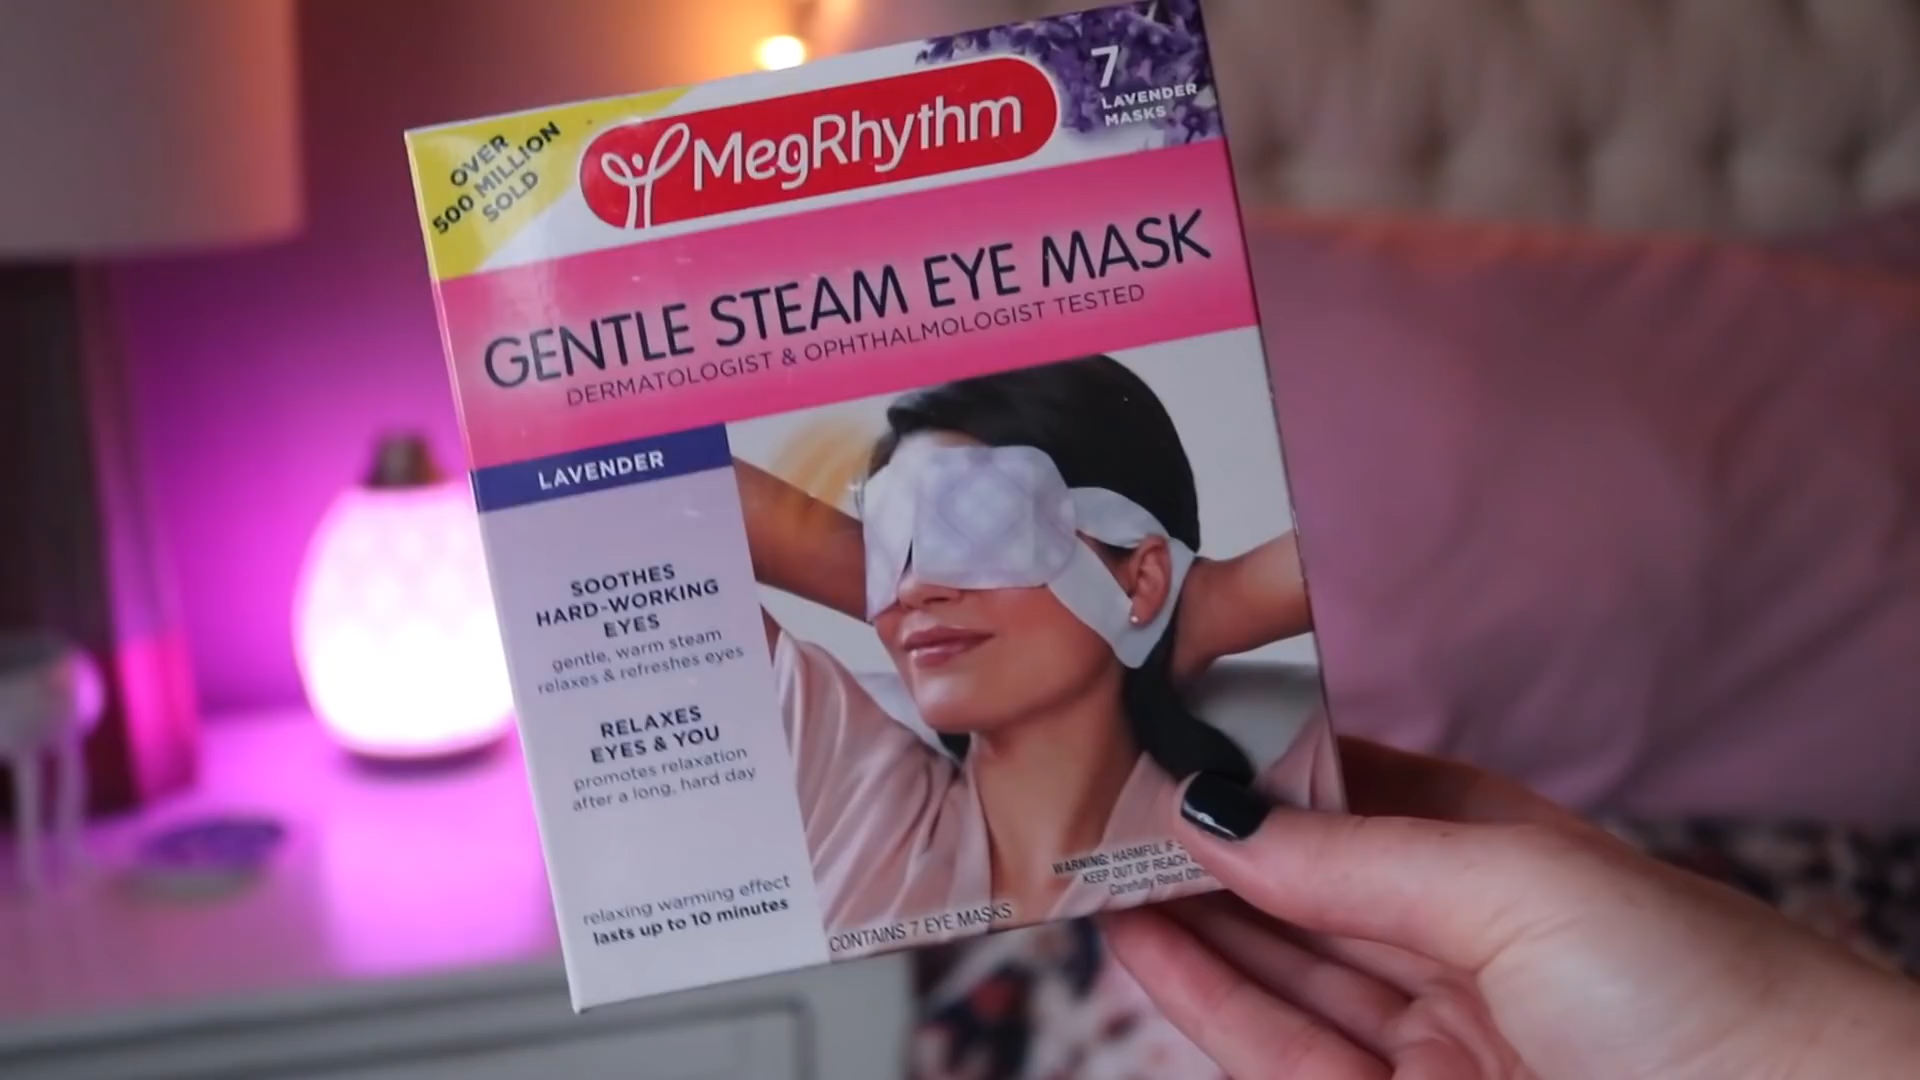 OVER
500 MILLION
SOLD
MegRhythm
7
LAVENDER
MASKS
GENTLE STEAM EYE MASK
DERMATOLOGIST & OPHTHALMOLOGIST TESTED
LAVENDER
SOOTHES
HARD-WORKING
EYES
gentle, warm steam
relaxes & refreshes eyes
RELAXES
EYES & YOU
promotes relaxation
after a long, hard day
relaxing warming effect
lasts up to 10 minutes
WARNING: HARMFUL IF
KEEP OUT OF REACH
Carefully Read
CONTAINS 7 EYE MASKS